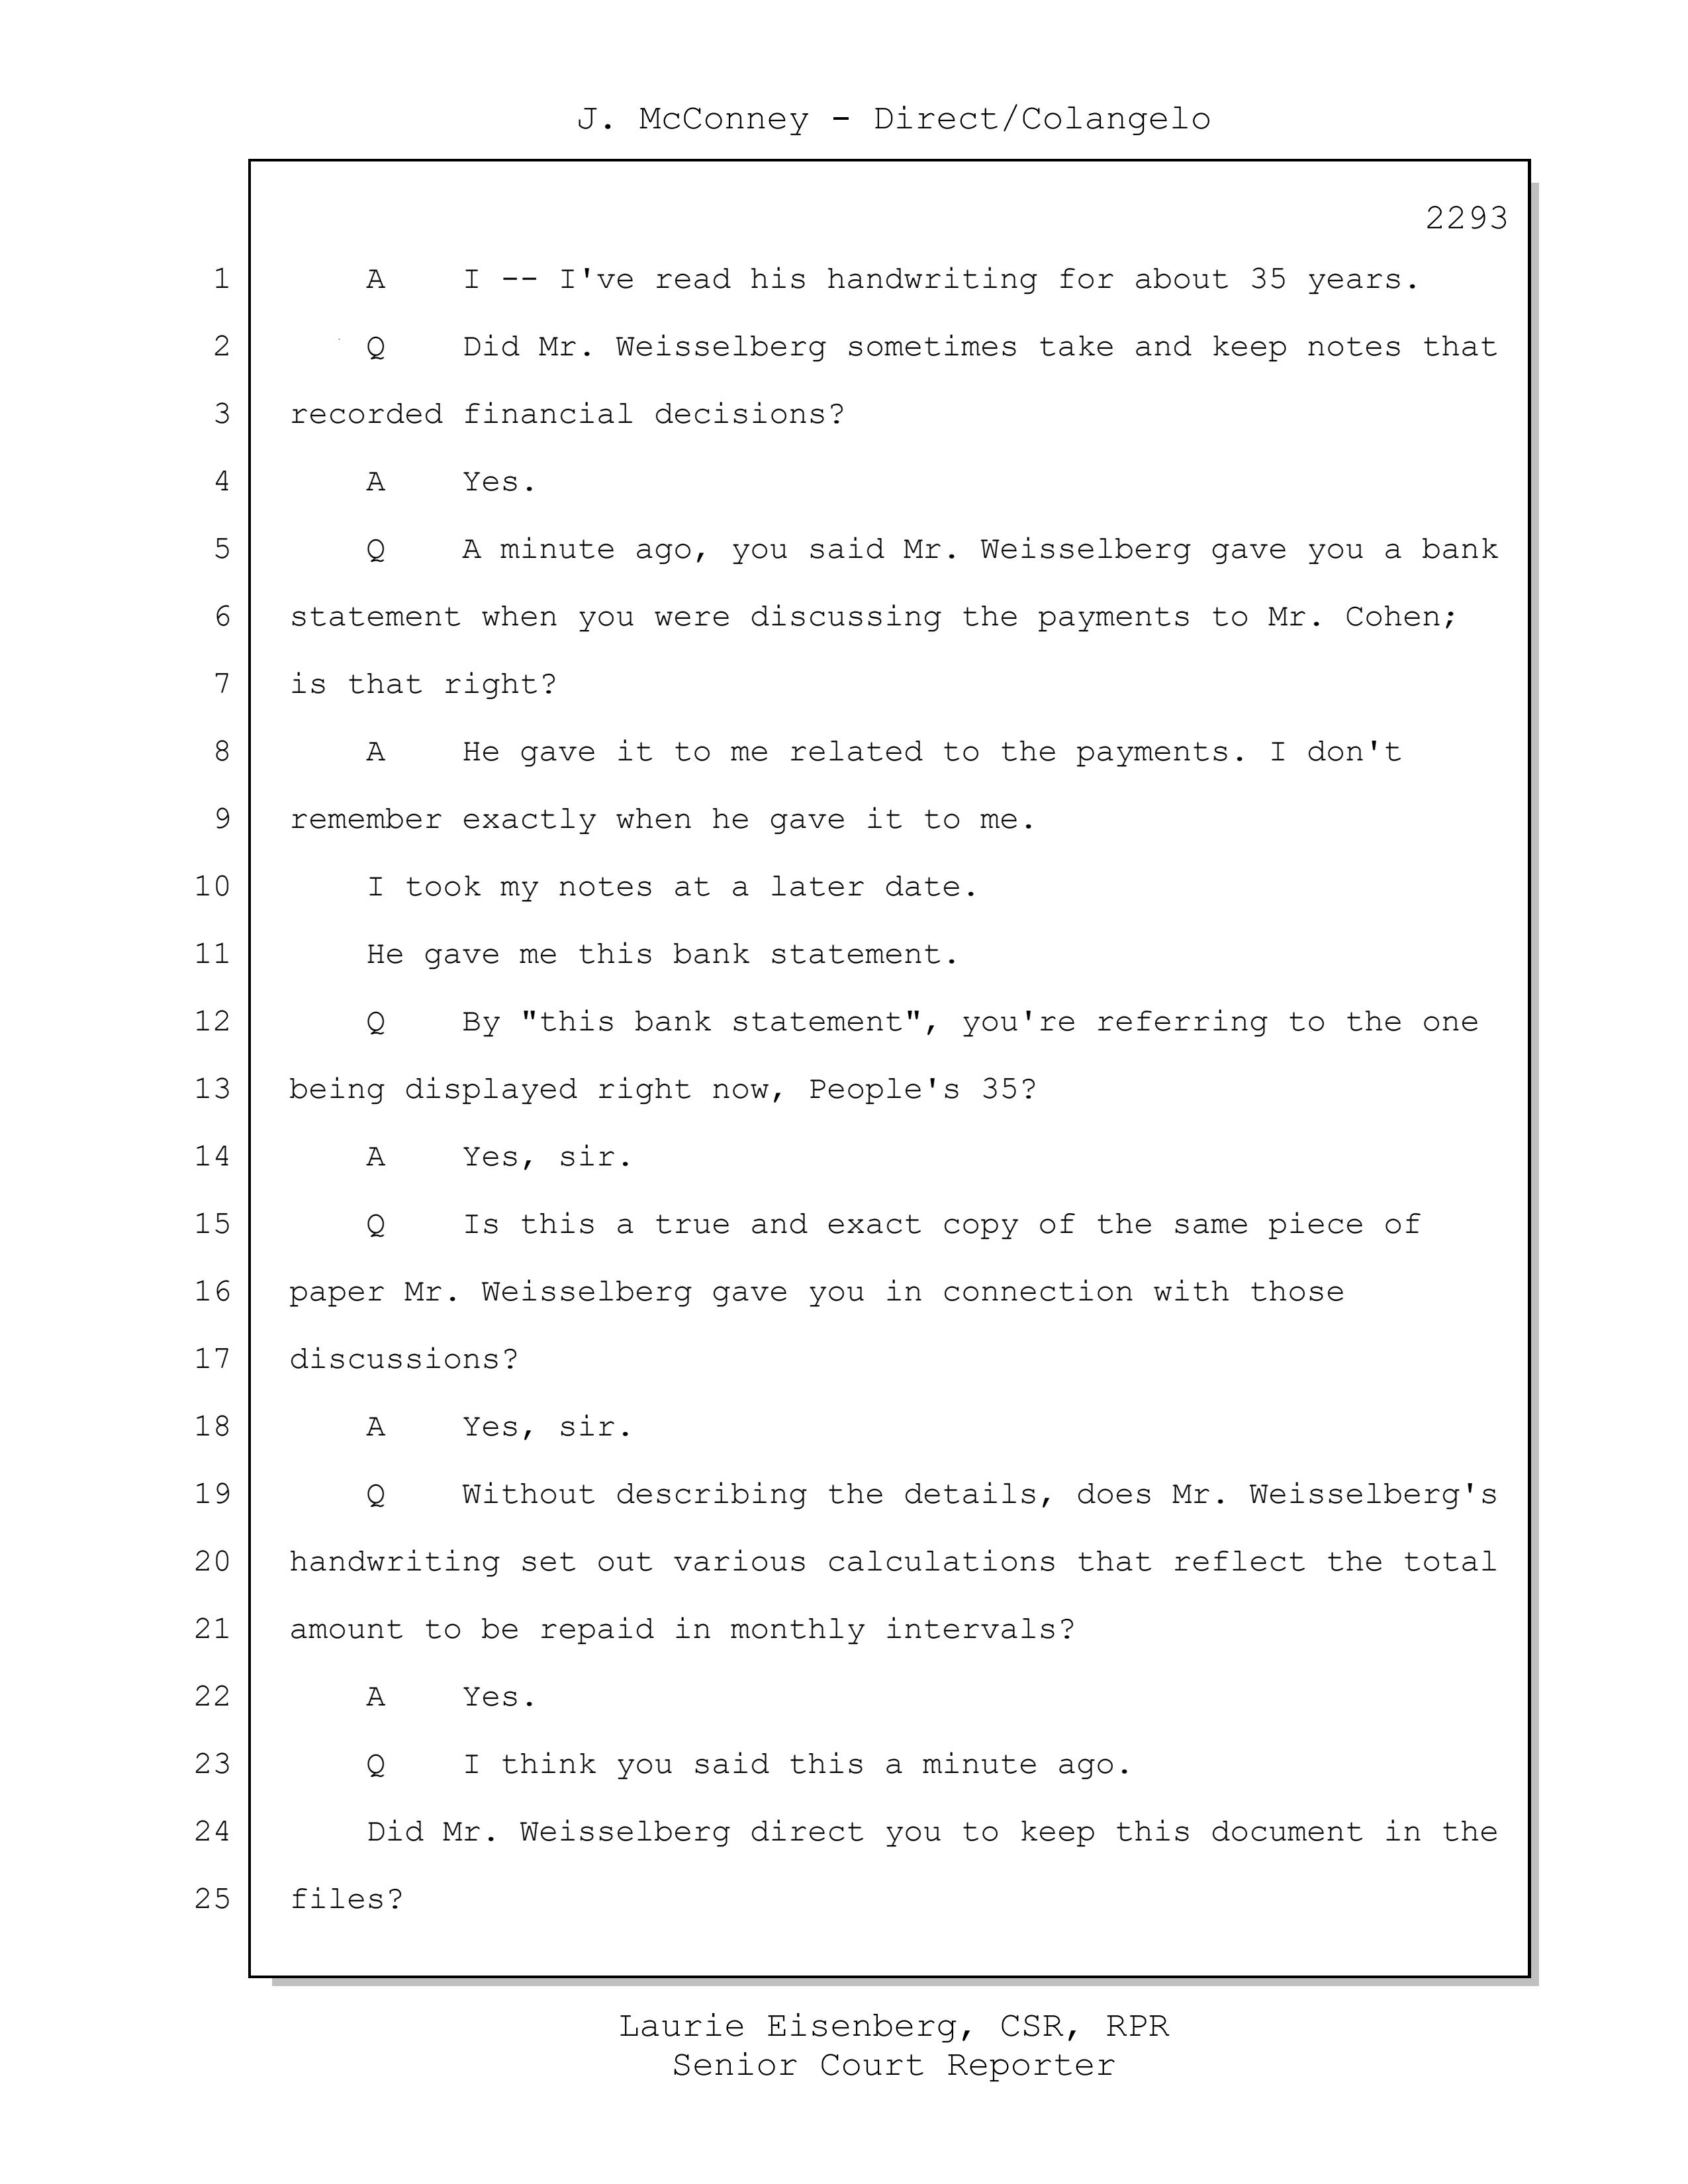 J. McConney - Direct/Colangelo
2293
1 A I -- I've read his handwriting for about 35 years.
2 Q Did Mr. Weisselberg sometimes take and keep notes that
3 recorded financial decisions?
4 A Yes.
5 Q A minute ago, you said Mr. Weisselberg gave you a bank
6 statement when you were discussing the payments to Mr. Cohen;
7 is that right?
8 A He gave it to me related to the payments. I don't
9 remember exactly when he gave it to me.
10 I took my notes at a later date.
11 He gave me this bank statement.
12 Q By "this bank statement", you're referring to the one
13 being displayed right now, People's 35?
14 A Yes, sir.
15 Q Is this a true and exact copy of the same piece of
16 paper Mr. Weisselberg gave you in connection with those
17 discussions?
18 A Yes, sir.
19 Q Without describing the details, does Mr. Weisselberg's
20 handwriting set out various calculations that reflect the total
21 amount to be repaid in monthly intervals?
22 A Yes.
23 Q I think you said this a minute ago.
24 Did Mr. Weisselberg direct you to keep this document in the
25 files?
Laurie Eisenberg, CSR, RPR
Senior Court Reporter